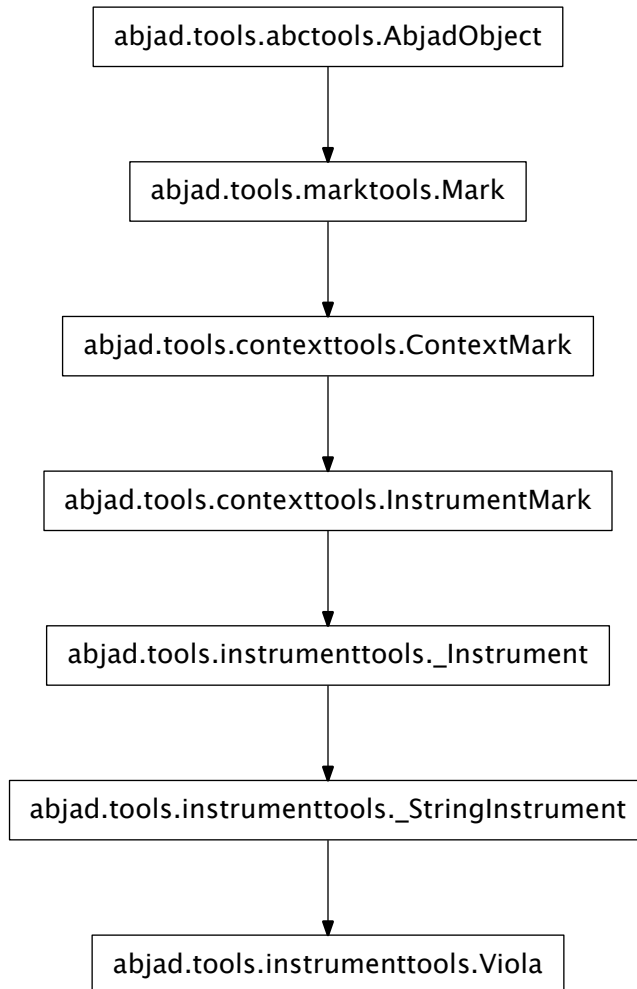 abjad.tools.abctools.AbjadObject
abjad.tools.marktools.Mark
abjad.tools.contexttools.ContextMark
abjad.tools.contexttools.InstrumentMark
abjad.tools.instrumenttools._Instrument
abjad.tools.instrumenttools._StringInstrument
abjad.tools.instrumenttools.Viola